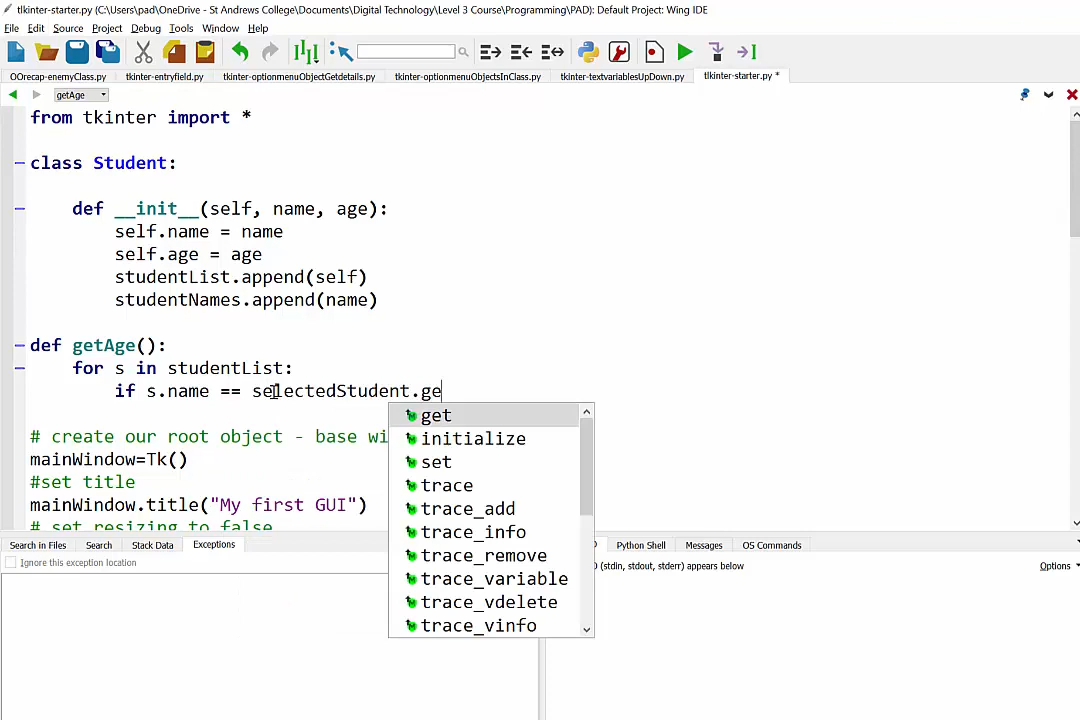 tlkinter-starter.py (C:\Users\pad\OneDrive - St Andrews College\Documents\Digital Technology\Level 3 Course\Programming\PAD): Default Project: Wing IDE
File Edit Source Project Debug Tools Window Help
OOrecap-enemyClass.py tkinter-entryfield.py tkinter-optionmenuObjectGetdetails.py tkinter-optionmenuObjectsInClass.py tkinter-textvariablesUpDown.py tlkinter-starter.py *
getAge
from tkinter import *
class Student:
def __init__(self, name, age):
self.name = name
self.age = age
studentList.append(self)
studentNames.append(name)
def getAge():
for s in studentList:
if s.name == selectedStudent.ge
get
# create our root object - base wi
initialize
mainWindow=Tk()
set
#set title
trace
mainWindow.title("My first GUI")
trace_add
# set resizing to false
trace_info
Search in Files Search Stack Data Exceptions Python Shell Messages OS Commands
trace_remove
Ignore this exception location
(stdin, stdout, stderr) appears below Options
trace_variable
trace_vdelete
trace_vinfo